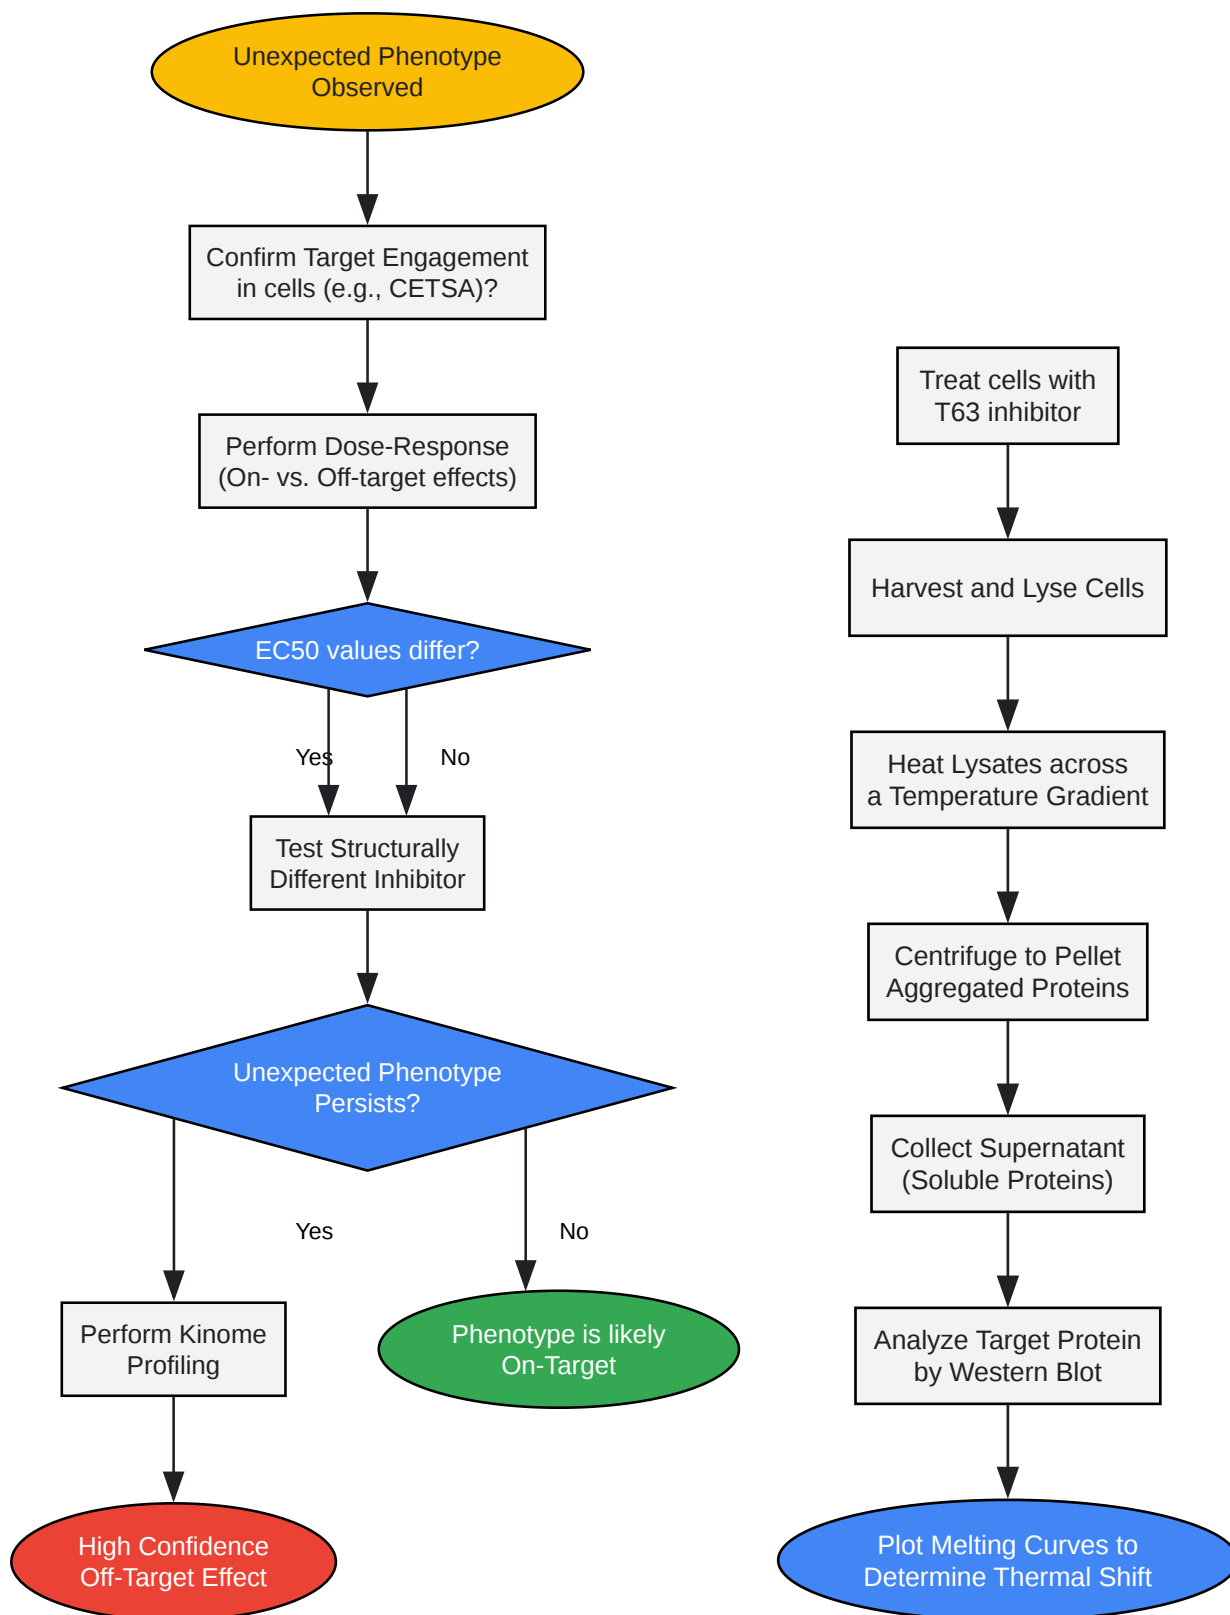 Unexpected Phenotype
Observed
Confirm Target Engagement
in cells (e.g., CETSA)?
Perform Dose-Response
(On- vs. Off-target effects)
EC50 values differ?
Yes
No
Test Structurally
Different Inhibitor
Unexpected Phenotype
Persists?
Yes
No
Perform Kinome
Profiling
Phenotype is likely
On-Target
High Confidence
Off-Target Effect
Treat cells with
T63 inhibitor
Harvest and Lyse Cells
Heat Lysates across
a Temperature Gradient
Centrifuge to Pellet
Aggregated Proteins
Collect Supernatant
(Soluble Proteins)
Analyze Target Protein
by Western Blot
Plot Melting Curves to
Determine Thermal Shift